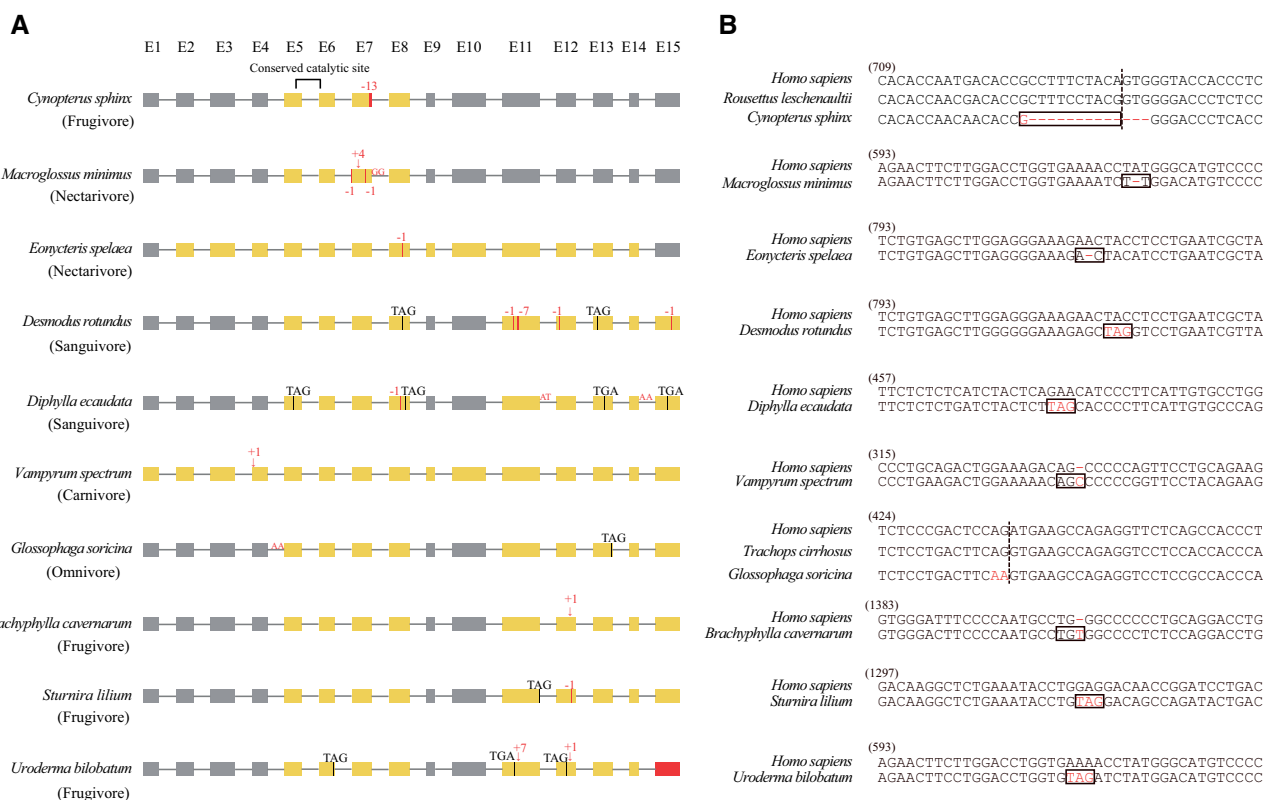 A
E1 E2 E3 E4 E5 E6 E7 E8 E9 E10 E11 E12 E13 E14 E15
Conserved catalytic site
-13
Cynopterus sphinx
(Frugivore)
+4
GG
Macroglossus minimus
-1 -1
(Nectarivore)
-1
Eonycteris spelaea
(Nectarivore)
TAG -1 -7 -1 TAG -1
Desmodus rotundus
(Sanguivore)
TAG -1 TAG AT TGA AA TGA
Diphylla ecaudata
(Sanguivore)
+1
Vampyrum spectrum
(Carnivore)
AA TAG
Glossophaga soricina
(Omnivore)
+1
achyphylla cavernarum
(Frugivore)
TAG -1
Sturnira lilium
(Frugivore)
TAG TGA +7 TAG +1
Uroderma bilobatum
(Frugivore)
B
(709)
Homo sapiens CACACCAATGACACCGCCTTTCTACAGTGGGTACCACCCTC
Rousettus leschenaultii CACACCAACGACACCGCTTTCCTACGGTGGGGACCCTCTCC
Cynopterus sphinx CACACCAACAACACCG--------------GGGACCCTCACC
(593)
Homo sapiens AGAACTTCTTGGACCTGGTGAAAACCTATGGGCATGTCCCC
Macroglossus minimus AGAACTTCTTGGACCTGGTGAAAATCT-TGGACATGTCCCC
(793)
Homo sapiens TCTGTGAGCTTGGAGGGAAAGAACTACCTCCTGAATCGCTA
Eonycteris spelaea TCTGTGAGCTTGAGGGGAAAGA-CTACATCCTGAATCGCTA
(793)
Homo sapiens TCTGTGAGCTTGGAGGGAAAGAACTACCTCCTGAATCGCTA
Desmodus rotundus TCTGTGAGCTTGGGGGGAAAGAGCTAGGTCCTGAATCGTTA
(457)
Homo sapiens TTCTCTCTCATCTACTCAGAACATCCCTTCATTGTGCCTGG
Diphylla ecaudata TTCTCTCTGATCTACTCTTAGCACCCCTTCATTGTGCCCAG
(315)
Homo sapiens CCCTGCAGACTGGAAAGACAG-CCCCCAGTTCCTGCAGAAG
Vampyrum spectrum CCCTGAAGACTGGAAAAACAGCCCCCCGGTTCCTACAGAAG
(424)
Homo sapiens TCTCCCGACTCCAGATGAAGCCAGAGGTTCTCAGCCACCCT
Trachops cirrhosus TCTCCTGACTTCAGGTGAAGCCAGAGGTCCTCCACCACCCA
Glossophaga soricina TCTCCTGACTTCAAGTGAAGCCAGAGGTCCTCCGCCACCCA
(1383)
Homo sapiens GTGGGATTTCCCCAATGCCTG-GGCCCCCCTGCAGGACCTG
Brachyphylla cavernarum GTGGGACTTCCCCAATGCCTGTGGCCCCTCTCCAGGACCTG
(1297)
Homo sapiens GACAAGGCTCTGAAATACCTGGAGGACAACCGGATCCTGAC
Sturnira lilium GACAAGGCTCTGAAATACCTGTAGGACAGCCAGATACTGAC
(593)
Homo sapiens AGAACTTCTTGGACCTGGTGAAAACCTATGGGCATGTCCCC
Uroderma bilobatum AGAACTTCCTGGACCTGGTGTAGATCTATGGACATGTCCCC